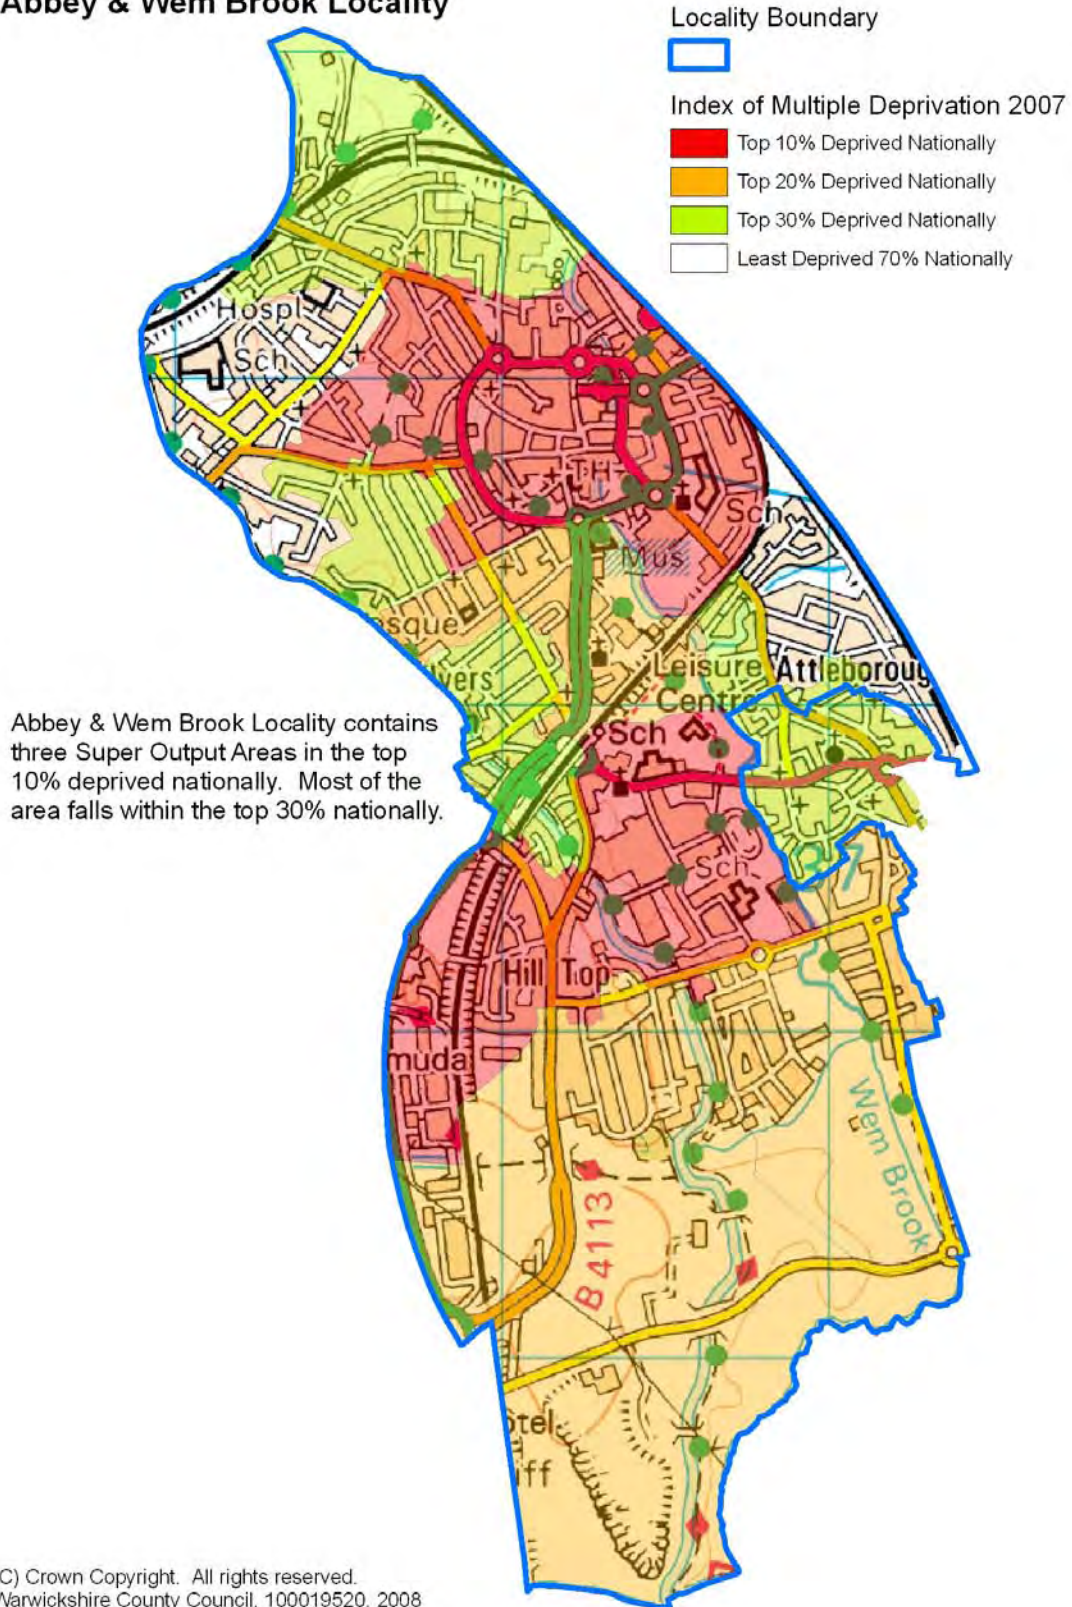 Abbey & Wem Brook Locality
Locality Boundary
Index of Multiple Deprivation 2007
Top 10% Deprived Nationally
Top 20% Deprived Nationally
Top 30% Deprived Nationally
Least Deprived 70% Nationally
Hospl
Sch
TH
Sch
Mus
osque
lvers
Leisure
Centre
Attleboroug
Sch
Abbey & Wem Brook Locality contains
three Super Output Areas in the top
10% deprived nationally. Most of the
area falls within the top 30% nationally.
Sch
37
Hill Top
muda
Wem Brook
B 4113
otel
iff
C) Crown Copyright. All rights reserved.
Warwickshire County Council. 100019520. 2008